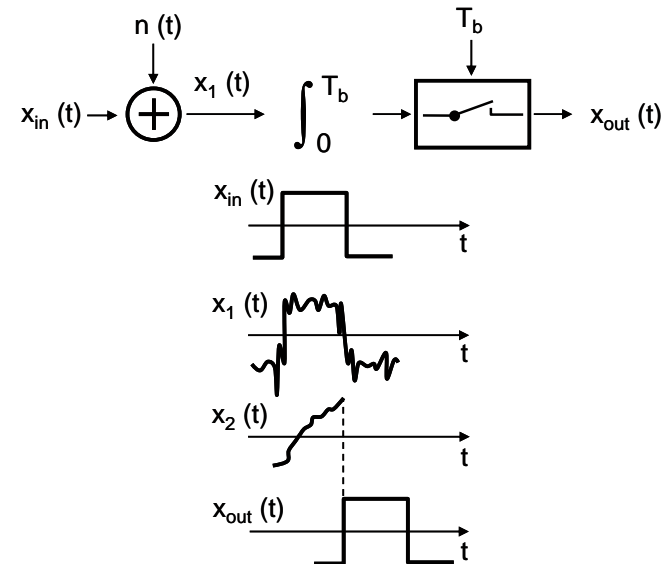 n (t)
T_b
x_1 (t)
x_in (t)
∫_0^T_b
x_out (t)
x_in (t)
t
x_1 (t)
t
x_2 (t)
t
x_out (t)
t